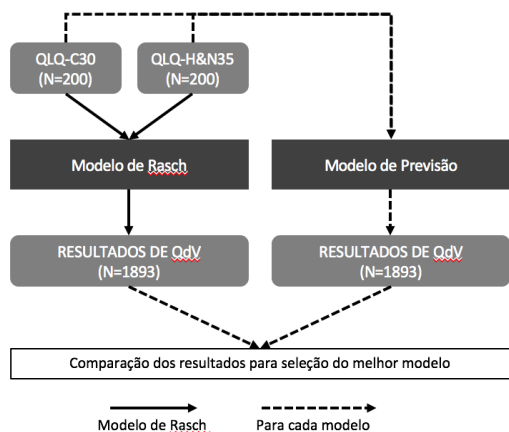 QLQ-C30
(N=200)
QLQ-H&N35
(N=200)
Modelo de Rasch
Modelo de Previsão
RESULTADOS DE QdV
(N=1893)
RESULTADOS DE QdV
(N=1893)
Comparação dos resultados para seleção do melhor modelo
Modelo de Rasch
Para cada modelo